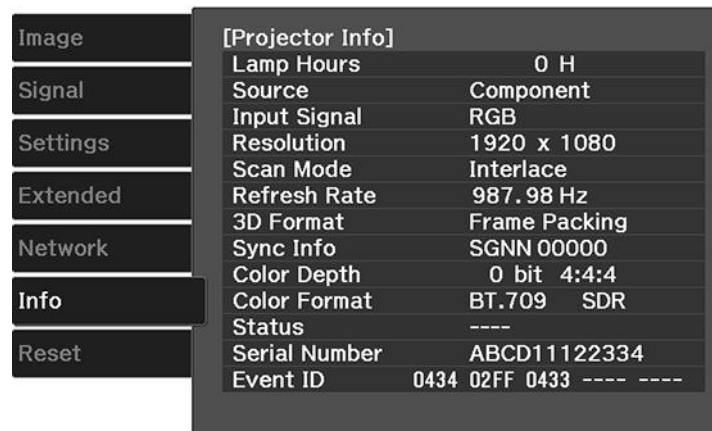 Image
Signal
Settings
Extended
Network
Info
Reset
[Projector Info]
Lamp Hours 0 H
Source Component
Input Signal RGB
Resolution 1920 x 1080
Scan Mode Interlace
Refresh Rate 987.98 Hz
3D Format Frame Packing
Sync Info SGNN 00000
Color Depth 0 bit 4:4:4
Color Format BT.709 SDR
Status ----
Serial Number ABCD11122334
Event ID 0434 02FF 0433 ---- ----